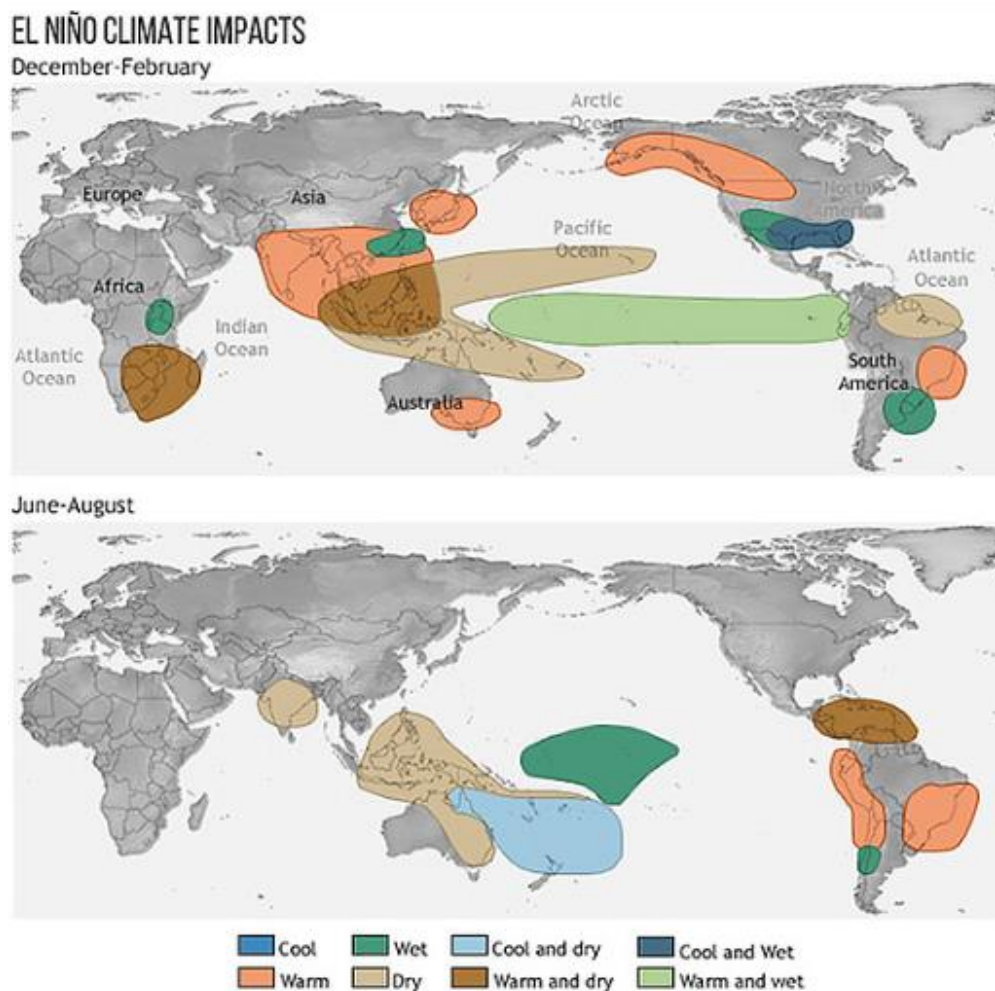 EL NIÑO CLIMATE IMPACTS
December-February
Arctic
Ocean
Europe
Asia
North
America
Pacific
Ocean
Atlantic
Ocean
Africa
Indian
Ocean
Atlantic
Ocean
South
America
Australia
June-August
Cool
Wet
Cool and dry
Cool and Wet
Warm
Dry
Warm and dry
Warm and wet